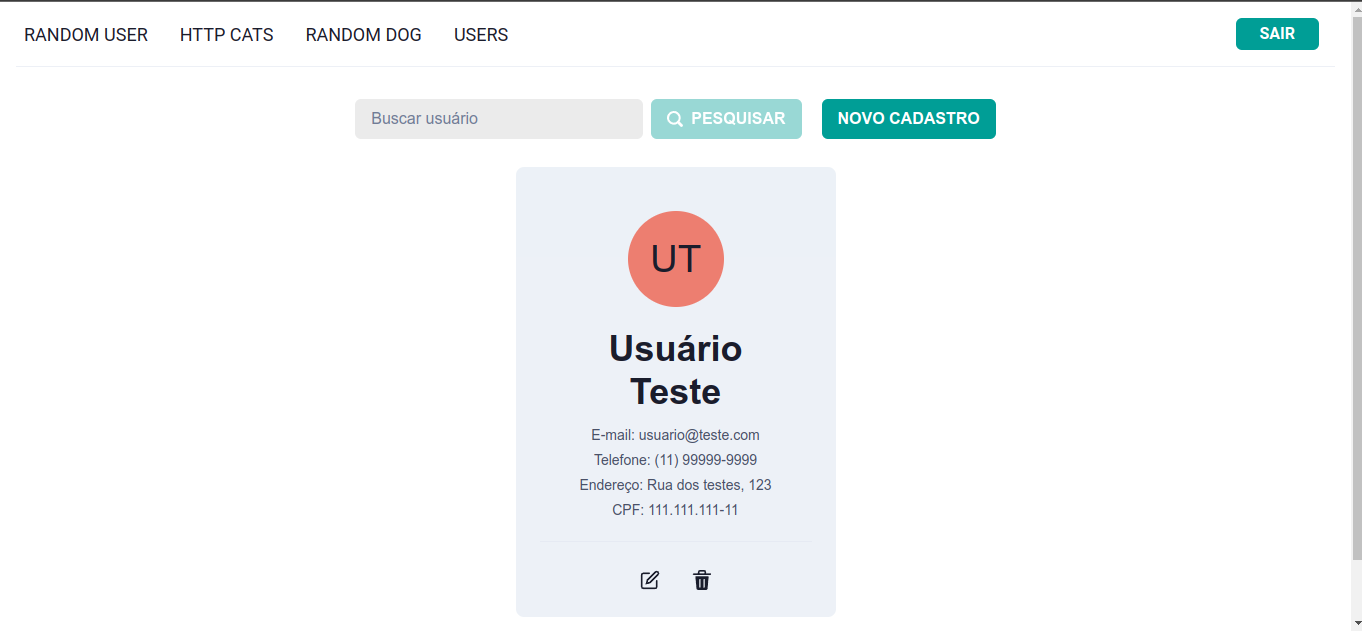 RANDOM USER HTTP CATS RANDOM DOG USERS SAIR
Buscar usuário PESQUISAR NOVO CADASTRO
UT
Usuário
Teste
E-mail: usuario@teste.com
Telefone: (11) 99999-9999
Endereço: Rua dos testes, 123
CPF: 111.111.111-11